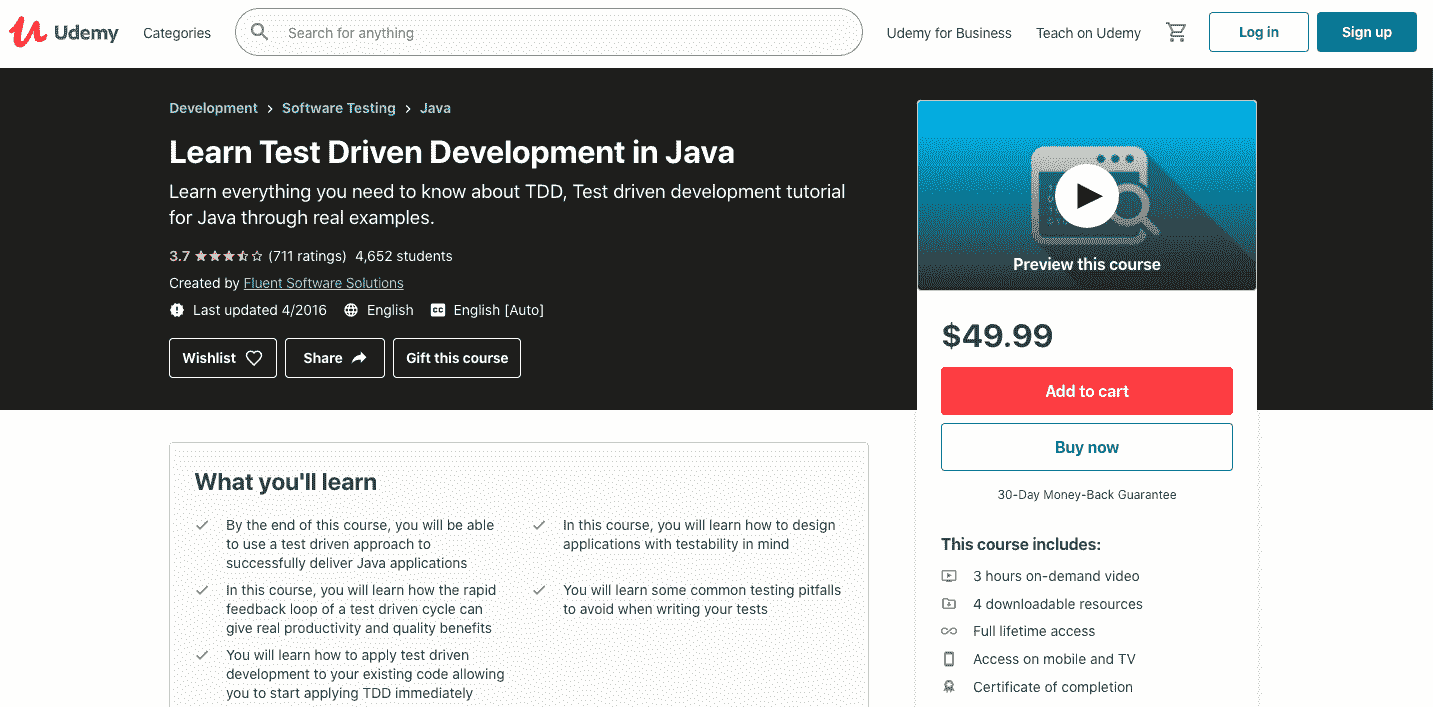 Udemy
Categories
Search for anything
Udemy for Business
Teach on Udemy
Log in
Sign up
Development > Software Testing > Java
Learn Test Driven Development in Java
Learn everything you need to know about TDD, Test driven development tutorial
for Java through real examples.
3.7 (711 ratings) 4,652 students
Created by Fluent Software Solutions
Last updated 4/2016 English CC English [Auto]
Wishlist
Share
Gift this course
Preview this course
$49.99
Add to cart
Buy now
30-Day Money-Back Guarantee
This course includes:
3 hours on-demand video
4 downloadable resources
Full lifetime access
Access on mobile and TV
Certificate of completion
What you'll learn
By the end of this course, you will be able
to use a test driven approach to
successfully deliver Java applications
In this course, you will learn how to design
applications with testability in mind
In this course, you will learn how the rapid
feedback loop of a test driven cycle can
give real productivity and quality benefits
You will learn some common testing pitfalls
to avoid when writing your tests
You will learn how to apply test driven
development to your existing code allowing
you to start applying TDD immediately